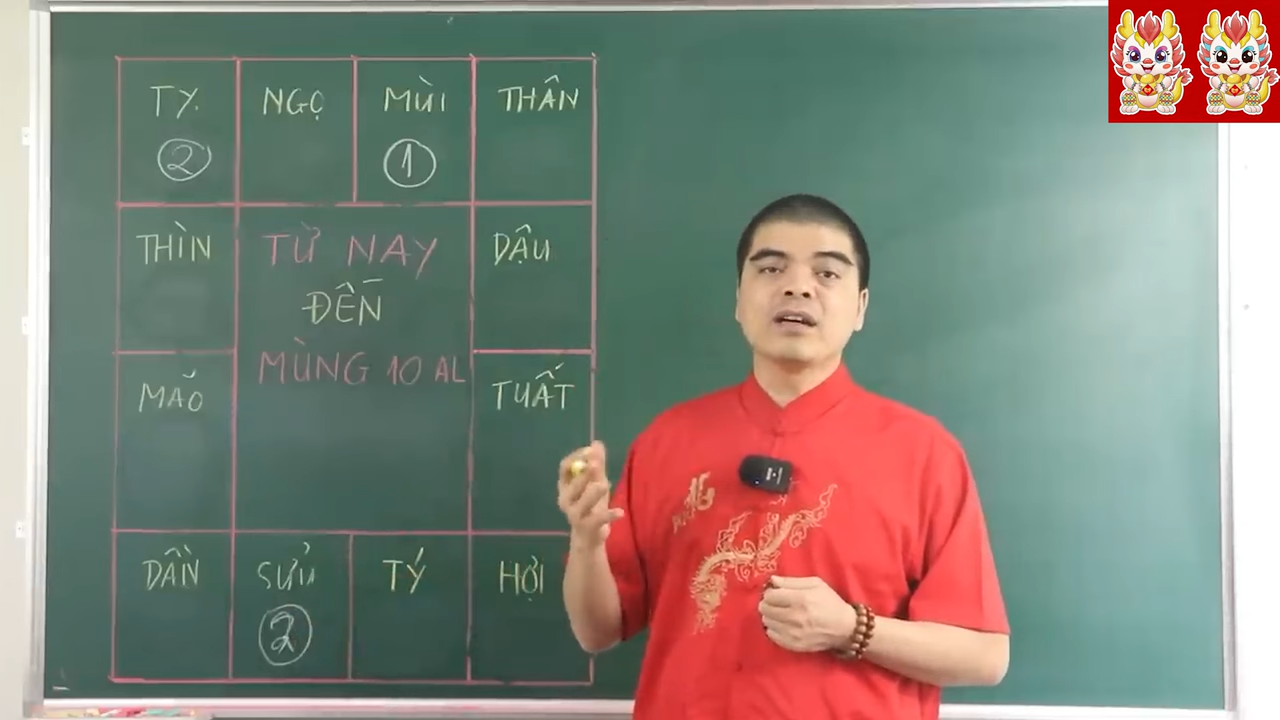 TỴ NGỌ MÙI THÂN
② ①
THÌN TỪ NAY DẬU
ĐẾN
MÙNG 10 AL
MÃO TUẤT
DẦN SỬU TÝ HỢI
②